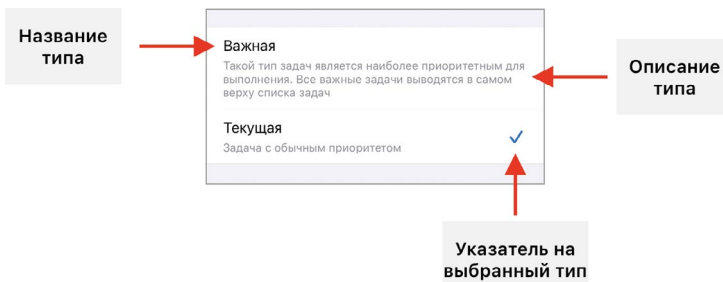 Название
типа
Важная
Такой тип задач является наиболее приоритетным для
выполнения. Все важные задачи выводятся в самом
верху списка задач
Описание
типа
Текущая
Задача с обычным приоритетом
Указатель на
выбранный тип